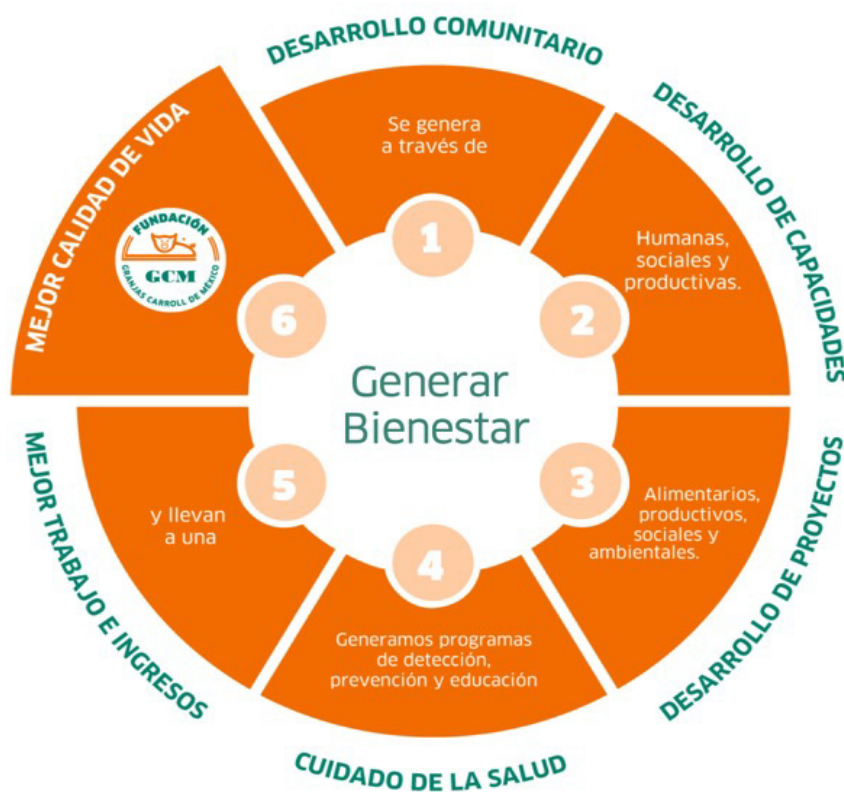 DESARROLLO COMUNITARIO
Se genera
a través de
1
DESARROLLO DE CAPACIDADES
Humanas,
sociales y
productivas.
2
DESARROLLO DE PROYECTOS
Alimentarios,
productivos,
sociales y
ambientales.
3
4
Generamos programas
de detección,
prevención y educación
CUIDADO DE LA SALUD
MEJOR TRABAJO E INGRESOS
y llevan
a una
5
MEJOR CALIDAD DE VIDA
FUNDACIÓN
GCM
GRANJAS CARROLL DE MÉXICO
6
Generar
Bienestar